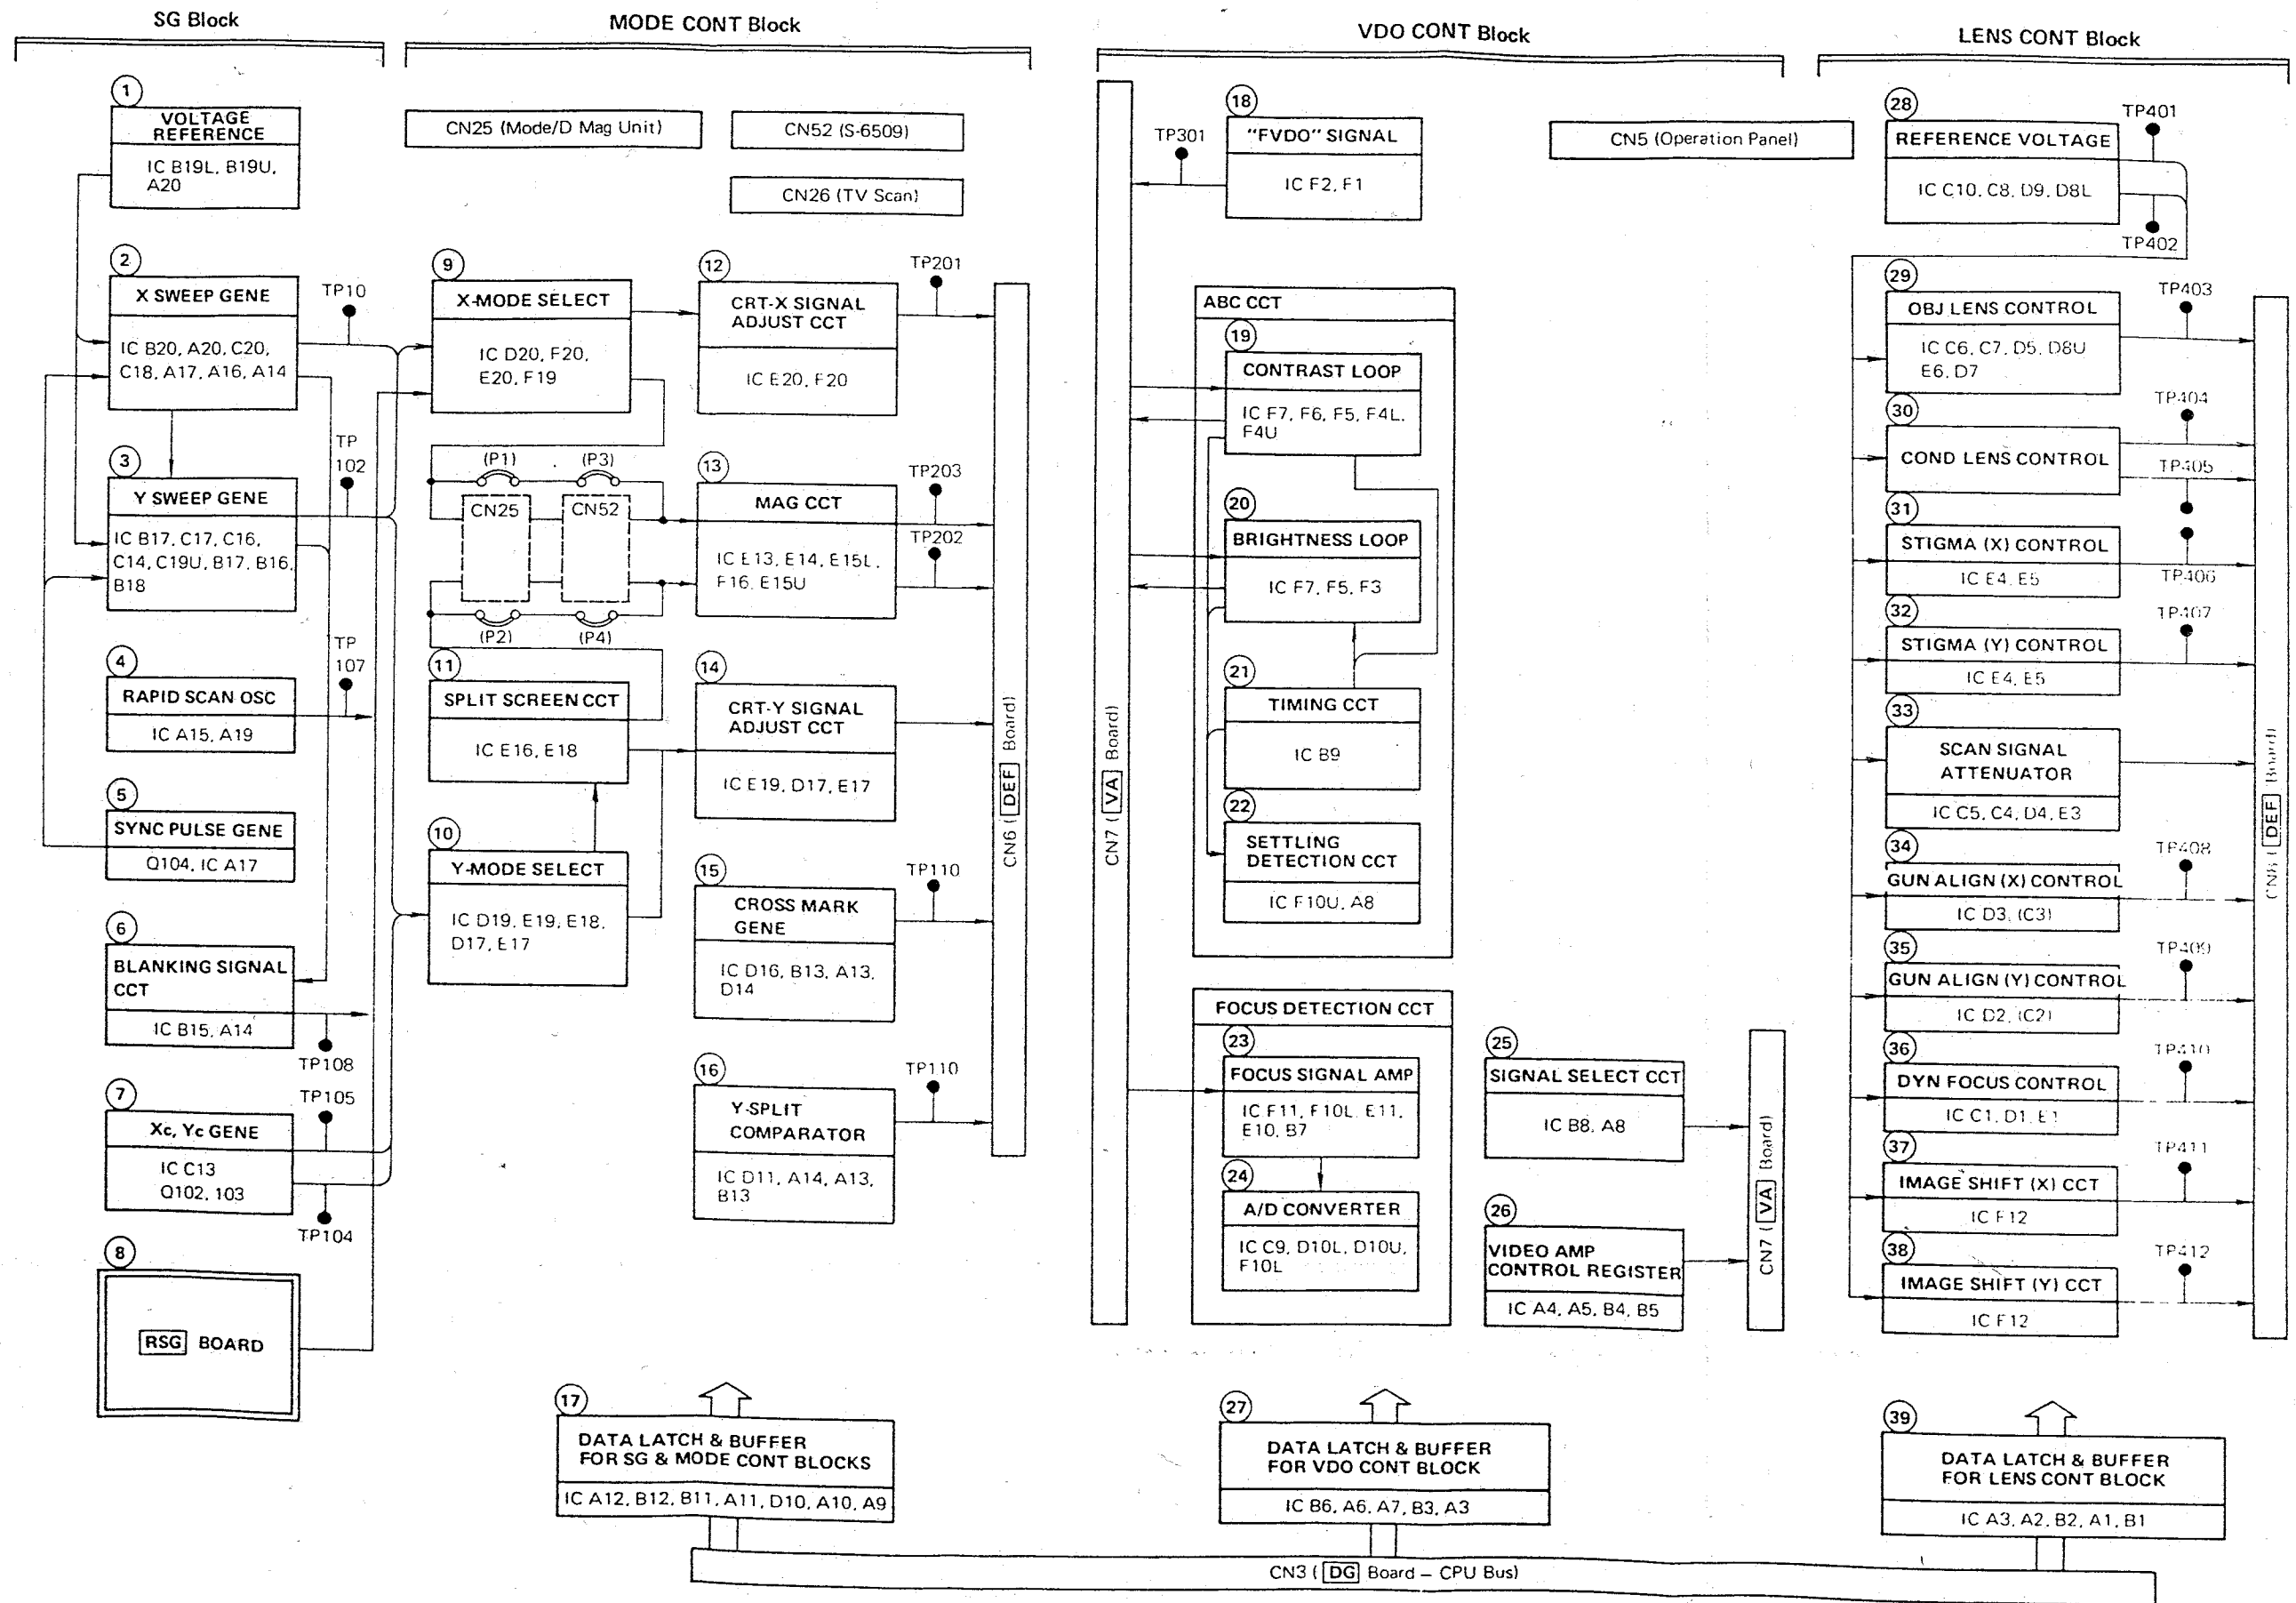 SG Block
MODE CONT Block
VDO CONT Block
LENS CONT Block
1
VOLTAGE
REFERENCE
IC B19L, B19U,
A20
2
X SWEEP GENE
IC B20, A20, C20,
C18, A17, A16, A14
TP10
3
Y SWEEP GENE
IC B17, C17, C16,
C14, C19U, B17, B16,
B18
TP
102
4
RAPID SCAN OSC
IC A15, A19
TP
107
5
SYNC PULSE GENE
Q104, IC A17
6
BLANKING SIGNAL
CCT
IC B15, A14
TP108
7
Xc, Yc GENE
IC C13
Q102, 103
TP105
TP104
8
RSG BOARD
CN25 (Mode/D Mag Unit)
CN52 (S-6509)
CN26 (TV Scan)
9
X-MODE SELECT
IC D20, F20,
E20, F19
(P1)
(P3)
CN25
CN52
(P2)
(P4)
11
SPLIT SCREEN CCT
IC E16, E18
10
Y-MODE SELECT
IC D19, E19, E18,
D17, E17
12
CRT-X SIGNAL
ADJUST CCT
IC E20, F20
TP201
13
MAG CCT
IC E13, E14, E15L,
F16, E15U
TP203
TP202
14
CRT-Y SIGNAL
ADJUST CCT
IC E19, D17, E17
15
CROSS MARK
GENE
IC D16, B13, A13,
D14
TP110
16
Y-SPLIT
COMPARATOR
IC D11, A14, A13,
B13
TP110
CN6 ( DEF Board)
17
DATA LATCH & BUFFER
FOR SG & MODE CONT BLOCKS
IC A12, B12, B11, A11, D10, A10, A9
CN7 ( VA Board)
TP301
18
"FVDO" SIGNAL
IC F2, F1
CN5 (Operation Panel)
ABC CCT
19
CONTRAST LOOP
IC F7, F6, F5, F4L,
F4U
20
BRIGHTNESS LOOP
IC F7, F5, F3
21
TIMING CCT
IC B9
22
SETTLING
DETECTION CCT
IC F10U, A8
FOCUS DETECTION CCT
23
FOCUS SIGNAL AMP
IC F11, F10L, E11,
E10, B7
24
A/D CONVERTER
IC C9, D10L, D10U,
F10L
25
SIGNAL SELECT CCT
IC B8, A8
26
VIDEO AMP
CONTROL REGISTER
IC A4, A5, B4, B5
CN7 ( VA Board)
27
DATA LATCH & BUFFER
FOR VDO CONT BLOCK
IC B6, A6, A7, B3, A3
28
REFERENCE VOLTAGE
IC C10, C8, D9, D8L
TP401
TP402
29
OBJ LENS CONTROL
IC C6, C7, D5, D8U
E6, D7
TP403
30
COND LENS CONTROL
TP404
TP405
31
STIGMA (X) CONTROL
IC E4, E5
TP406
32
STIGMA (Y) CONTROL
IC E4, E5
TP407
33
SCAN SIGNAL
ATTENUATOR
IC C5, C4, D4, E3
34
GUN ALIGN (X) CONTROL
IC D3, (C3)
TP408
35
GUN ALIGN (Y) CONTROL
IC D2, (C2)
TP409
36
DYN FOCUS CONTROL
IC C1, D1, E1
TP410
37
IMAGE SHIFT (X) CCT
IC F12
TP411
38
IMAGE SHIFT (Y) CCT
IC F12
TP412
CN8 ( DEF Board)
39
DATA LATCH & BUFFER
FOR LENS CONT BLOCK
IC A3, A2, B2, A1, B1
CN3 ( DG Board – CPU Bus)